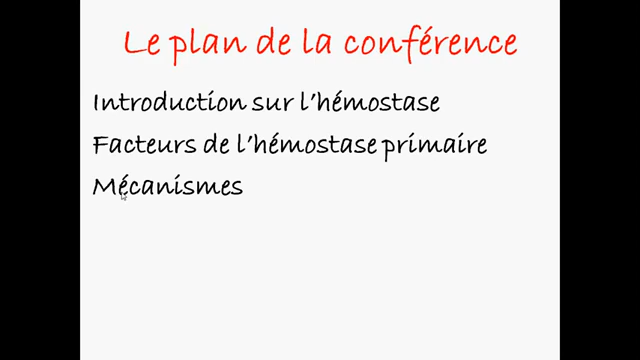 Le plan de la conférence
Introduction sur l'hémostase
Facteurs de l'hémostase primaire
Mécanismes